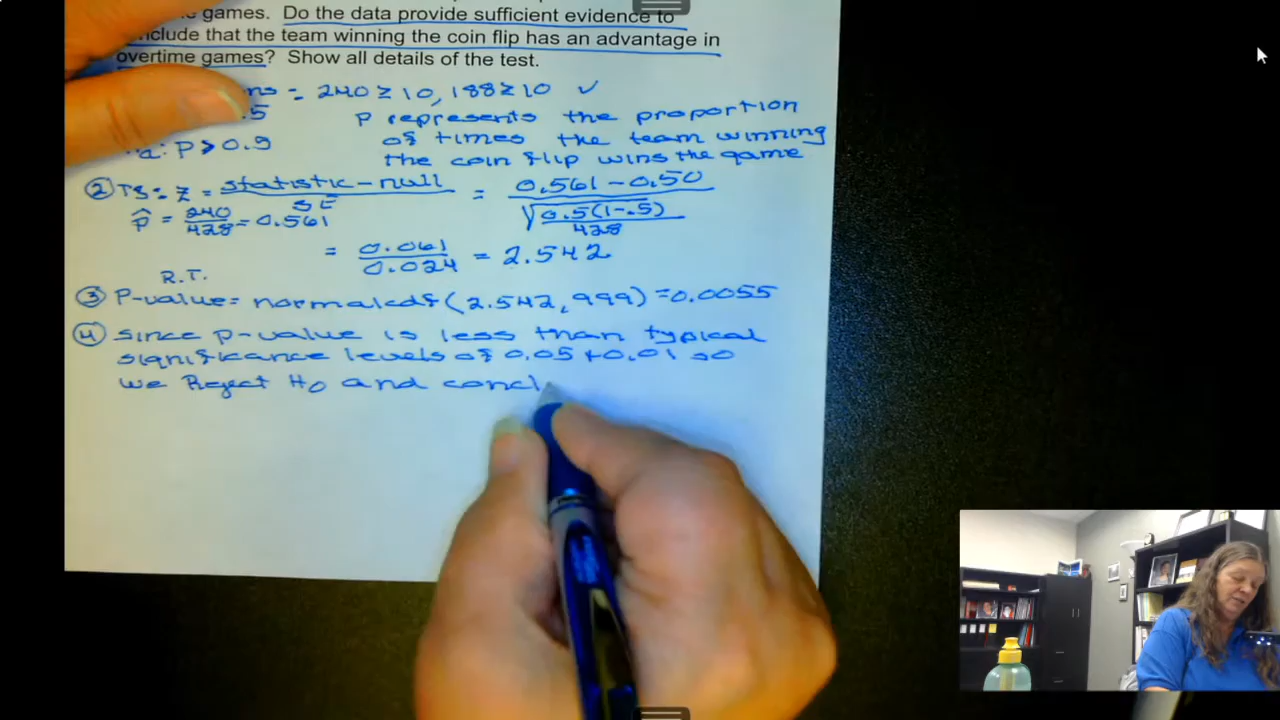 games. Do the data provide sufficient evidence to
include that the team winning the coin flip has an advantage in
overtime games? Show all details of the test.
= 240 ≥ 10, 188 ≥ 10 ✓
.5
P represents the proportion
of times the team winning
the coin flip wins the game
a: P > 0.9
② TS: z = statistic - null / SE = 0.561 - 0.50 / √(0.5(1-.5) / 428)
p̂ = 240/428 = 0.561
= 0.061/0.024 = 2.542
R.T.
③ P-value = normalcdf (2.542, 999) = 0.0055
④ since p-value is less than typical
significance levels of 0.05 + 0.01 so
we Reject H0 and concl